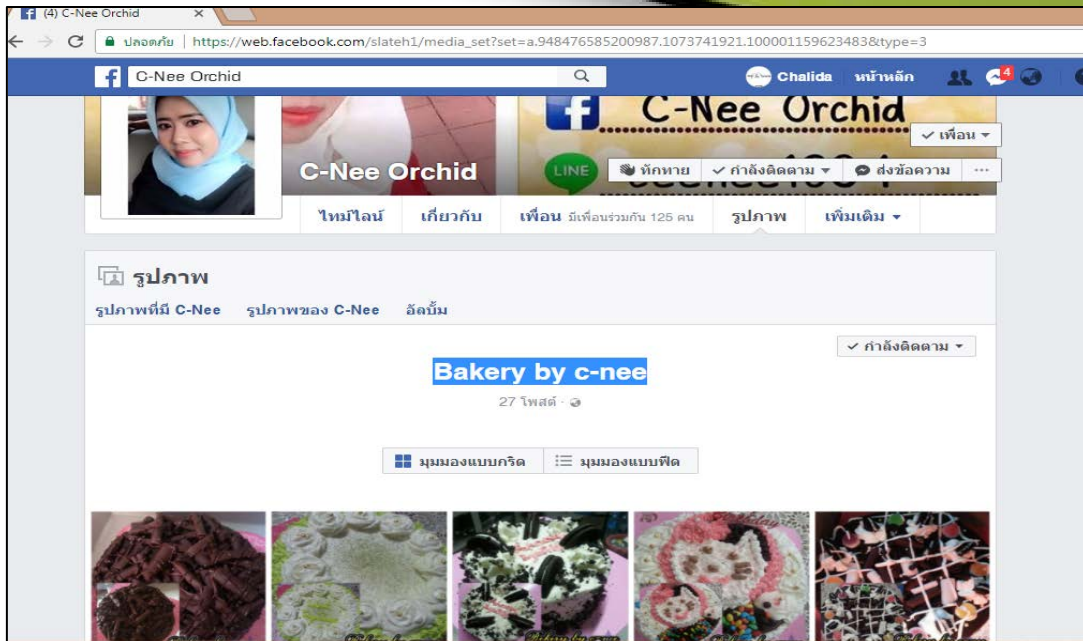 (4) C-Nee Orchid
ปลอดภัย | https://web.facebook.com/slateh1/media_set?set=a.948476585200987.1073741921.100001159623483&type=3
C-Nee Orchid
Chalida หน้าหลัก 4
C-Nee Orchid
เพื่อน
C-Nee Orchid
LINE
ทักทาย กำลังติดตาม ส่งข้อความ ...
ไทม์ไลน์ เกี่ยวกับ เพื่อน มีเพื่อนร่วมกัน 125 คน รูปภาพ เพิ่มเติม
รูปภาพ
รูปภาพที่มี C-Nee รูปภาพของ C-Nee อัลบั้ม
กำลังติดตาม
Bakery by c-nee
27 โพสต์ ·
มุมมองแบบกริด มุมมองแบบฟีด